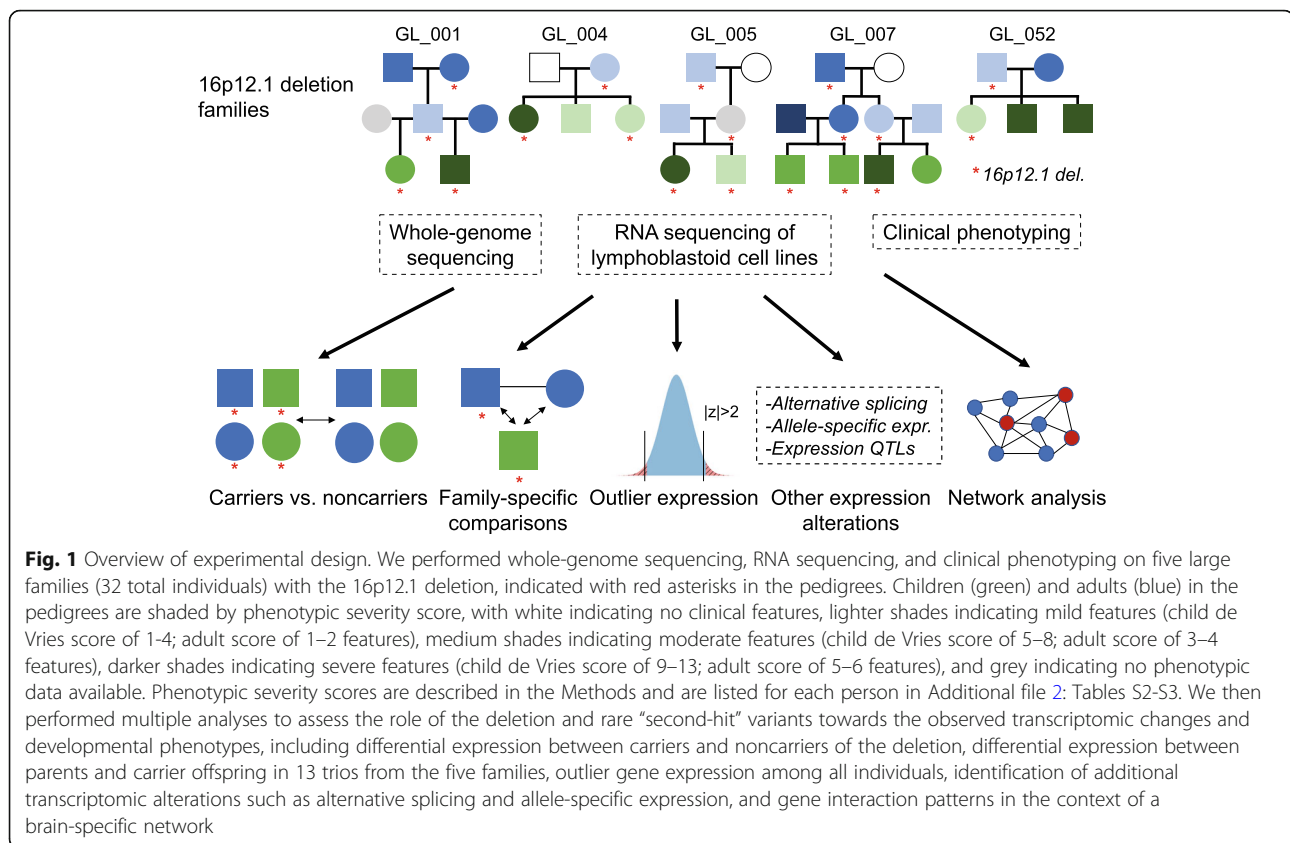 GL_001 GL_004 GL_005 GL_007 GL_052
16p12.1 deletion
families
* * * * * * * * * * * * * * * * * *
* 16p12.1 del.
Whole-genome
sequencing
RNA sequencing of
lymphoblastoid cell lines
Clinical phenotyping
|z|>2
-Alternative splicing
-Allele-specific expr.
-Expression QTLs
* * * * * *
Carriers vs. noncarriers
Family-specific
comparisons
Outlier expression
Other expression
alterations
Network analysis
Fig. 1 Overview of experimental design. We performed whole-genome sequencing, RNA sequencing, and clinical phenotyping on five large
families (32 total individuals) with the 16p12.1 deletion, indicated with red asterisks in the pedigrees. Children (green) and adults (blue) in the
pedigrees are shaded by phenotypic severity score, with white indicating no clinical features, lighter shades indicating mild features (child de
Vries score of 1-4; adult score of 1–2 features), medium shades indicating moderate features (child de Vries score of 5–8; adult score of 3–4
features), darker shades indicating severe features (child de Vries score of 9–13; adult score of 5–6 features), and grey indicating no phenotypic
data available. Phenotypic severity scores are described in the Methods and are listed for each person in Additional file 2: Tables S2-S3. We then
performed multiple analyses to assess the role of the deletion and rare “second-hit” variants towards the observed transcriptomic changes and
developmental phenotypes, including differential expression between carriers and noncarriers of the deletion, differential expression between
parents and carrier offspring in 13 trios from the five families, outlier gene expression among all individuals, identification of additional
transcriptomic alterations such as alternative splicing and allele-specific expression, and gene interaction patterns in the context of a
brain-specific network